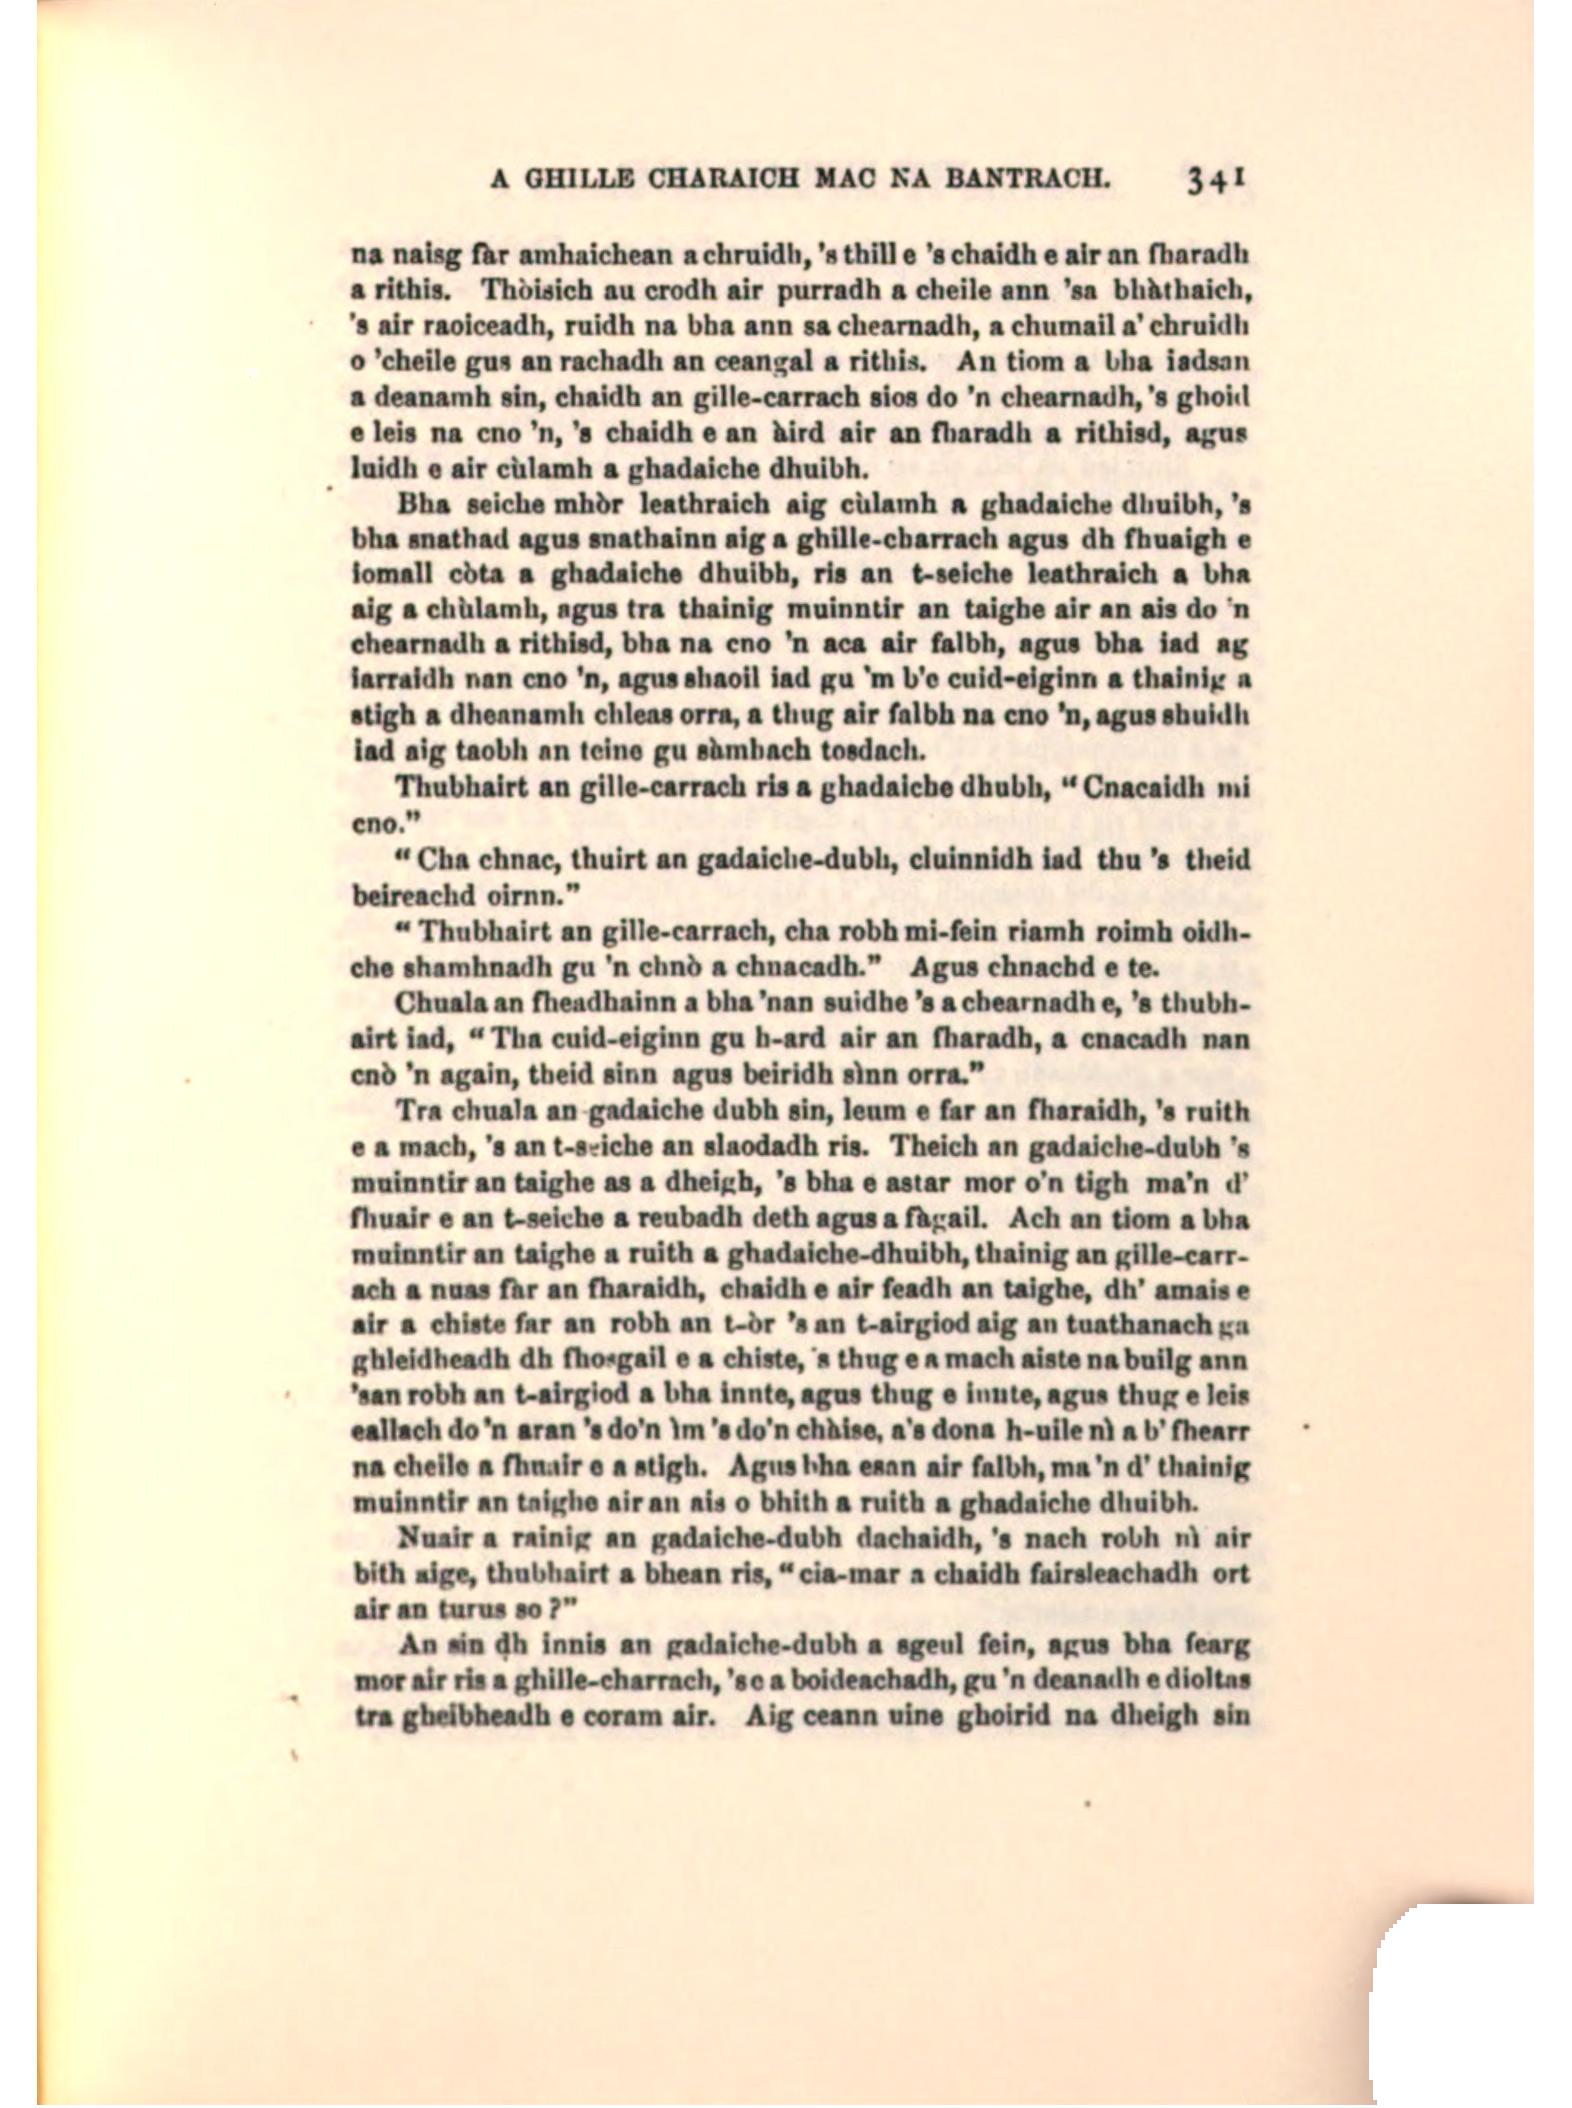 A GHILLE CHARAICH MAC NA BANTRACH. 341
na naisg fàr amhaichean a chruidh, 's thill e 's chaidh e air an fharadh
a rithis. Thòisich au crodh air purradh a cheile ann 'sa bhàthaich,
's air raoiceadh, ruidh na bha ann sa chearnadh, a chumail a' chruidh
o 'cheile gus an rachadh an ceangal a rithis. An tiom a bha iadsan
a deanamh sin, chaidh an gille-carrach sios do 'n chearnadh, 's ghoid
e leis na cno 'n, 's chaidh e an àird air an fharadh a rithisd, agus
luidh e air cùlamh a ghadaiche dhuibh.
Bha seiche mhòr leathraich aig cùlamh a ghadaiche dhuibh, 's
bha snathad agus snathainn aig a ghille-charrach agus dh fhuaigh e
iomall còta a ghadaiche dhuibh, ris an t-seiche leathraich a bha
aig a chùlamh, agus tra thainig muinntir an taighe air an ais do 'n
chearnadh a rithisd, bha na cno 'n aca air falbh, agus bha iad ag
iarraidh nan cno 'n, agus shaoil iad gu 'm b'e cuid-eiginn a thainig a
stigh a dheanamh chleas orra, a thug air falbh na cno 'n, agus shuidh
iad aig taobh an teine gu sàmhach tosdach.
Thubhairt an gille-carrach ris a ghadaiche dhubh, “Cnacaidh mi
cno.”
“Cha chnac, thuirt an gadaiche-dubh, cluinnidh iad thu 's theid
beireachd oirnn.”
“Thubhairt an gille-carrach, cha robh mi-fein riamh roimh oidh-
che shamhnadh gu 'n chnò a chnacadh.” Agus chnachd e te.
Chuala an fheadhainn a bha 'nan suidhe 's a chearnadh e, 's thubh-
airt iad, “Tha cuid-eiginn gu h-ard air an fharadh, a cnacadh nan
cnò 'n again, theid sinn agus beiridh sìnn orra.”
Tra chuala an gadaiche dubh sin, leum e far an fharaidh, 's ruith
e a mach, 's an t-seiche an slaodadh ris. Theich an gadaiche-dubh 's
muinntir an taighe as a dheigh, 's bha e astar mor o'n tigh ma'n d'
fhuair e an t-seiche a reubadh deth agus a fàgail. Ach an tiom a bha
muinntir an taighe a ruith a ghadaiche-dhuibh, thainig an gille-carr-
ach a nuas fàr an fharaidh, chaidh e air feadh an taighe, dh' amais e
air a chiste far an robh an t-òr 's an t-airgiod aig an tuathanach ga
ghleidheadh dh fhosgail e a chiste, 's thug e a mach aiste na builg ann
'san robh an t-airgiod a bha innte, agus thug e innte, agus thug e leis
eallach do 'n aran 's do'n ìm 's do'n chàise, a's dona h-uile nì a b' fhearr
na cheile a fhuair e a stigh. Agus bha esan air falbh, ma 'n d' thainig
muinntir an taighe air an ais o bhith a ruith a ghadaiche dhuibh.
Nuair a rainig an gadaiche-dubh dachaidh, 's nach robh nì air
bith aige, thubhairt a bhean ris, “cia-mar a chaidh fairsleachadh ort
air an turus so?”
An sin dh innis an gadaiche-dubh a sgeul fein, agus bha fearg
mor air ris a ghille-charrach, 'se a boideachadh, gu 'n deanadh e dioltas
tra gheibheadh e coram air. Aig ceann uine ghoirid na dheigh sin